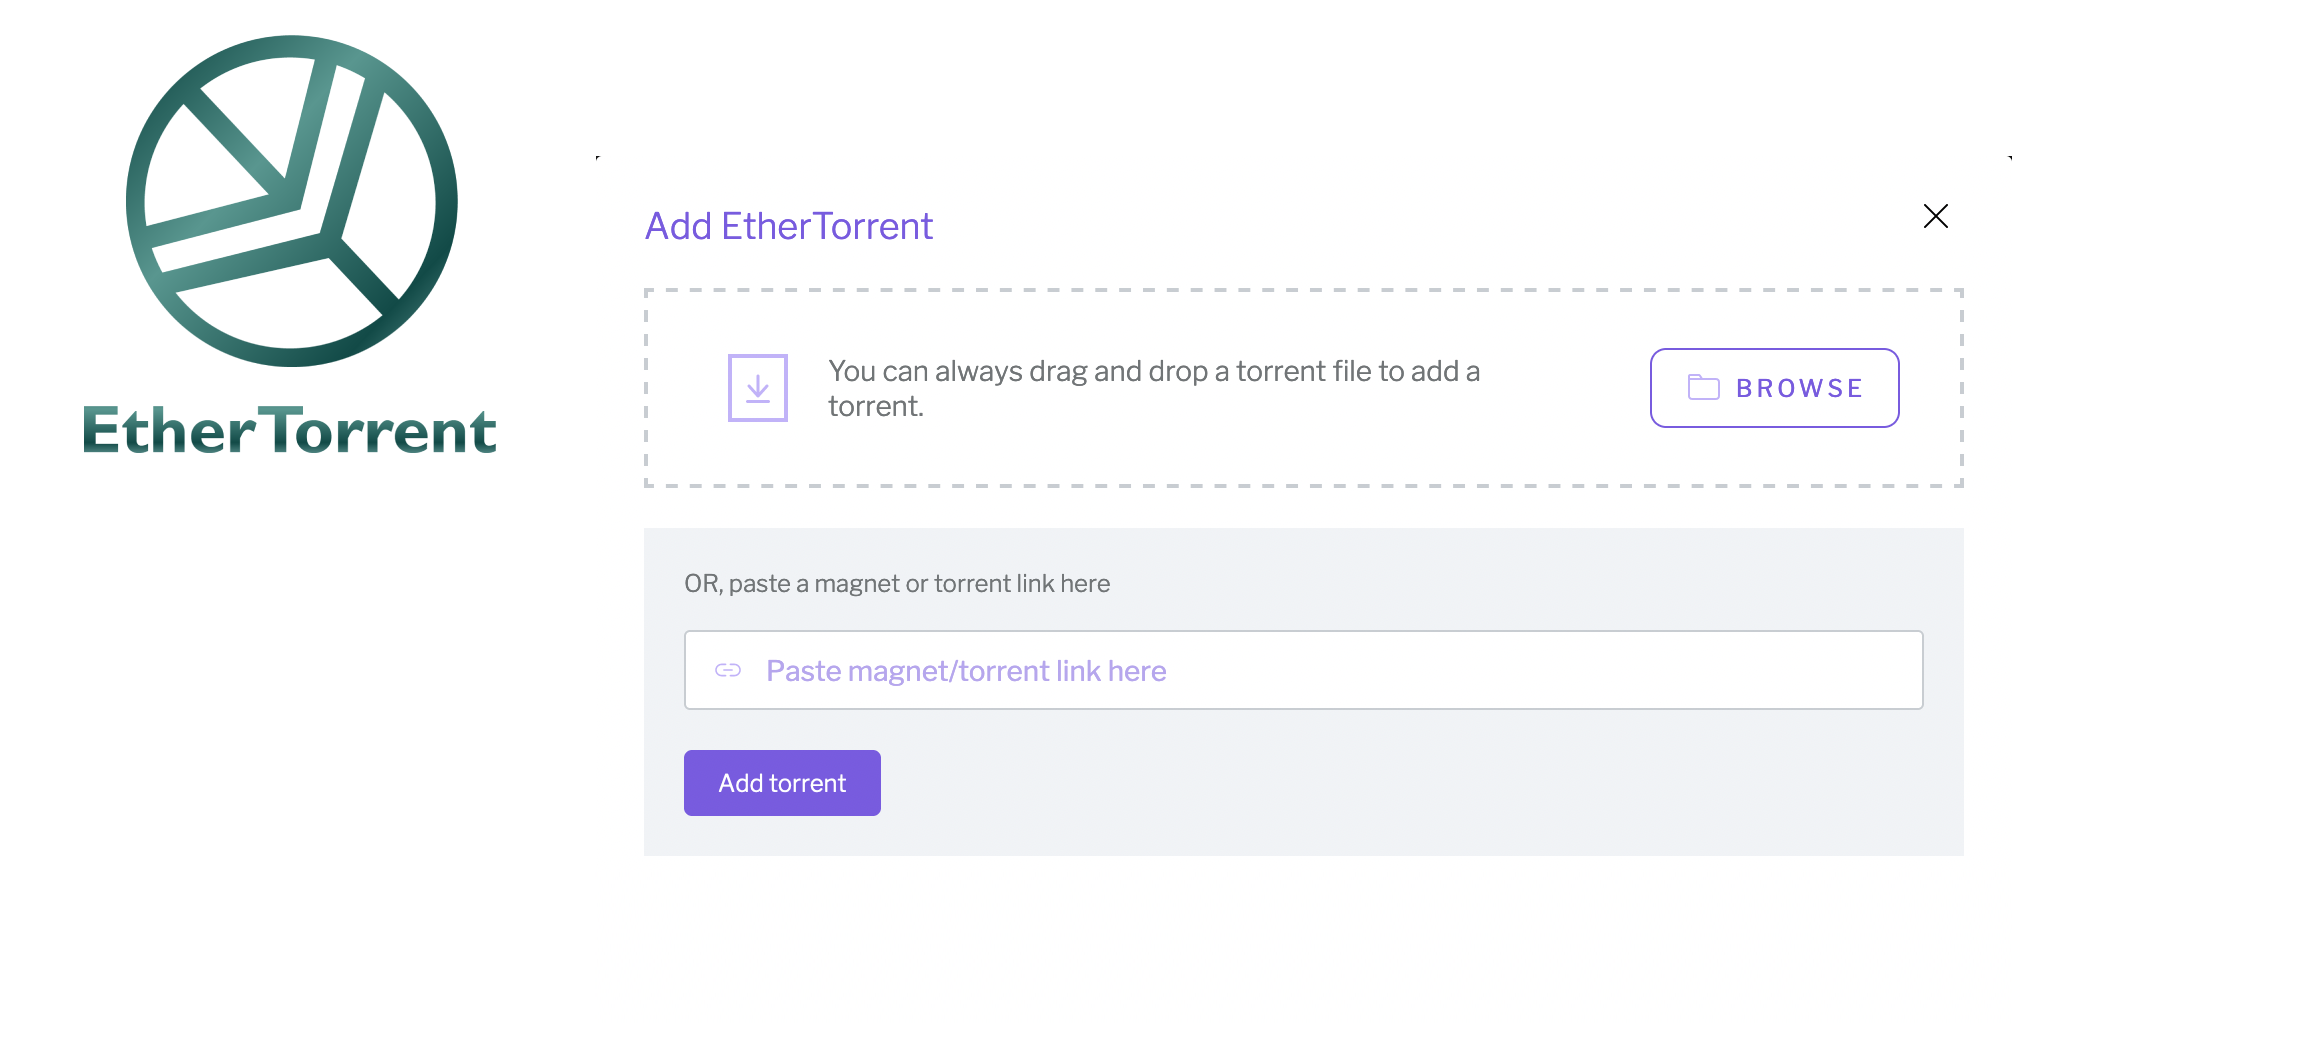 EtherTorrent
Add EtherTorrent
You can always drag and drop a torrent file to add a
torrent.
BROWSE
OR, paste a magnet or torrent link here
Paste magnet/torrent link here
Add torrent